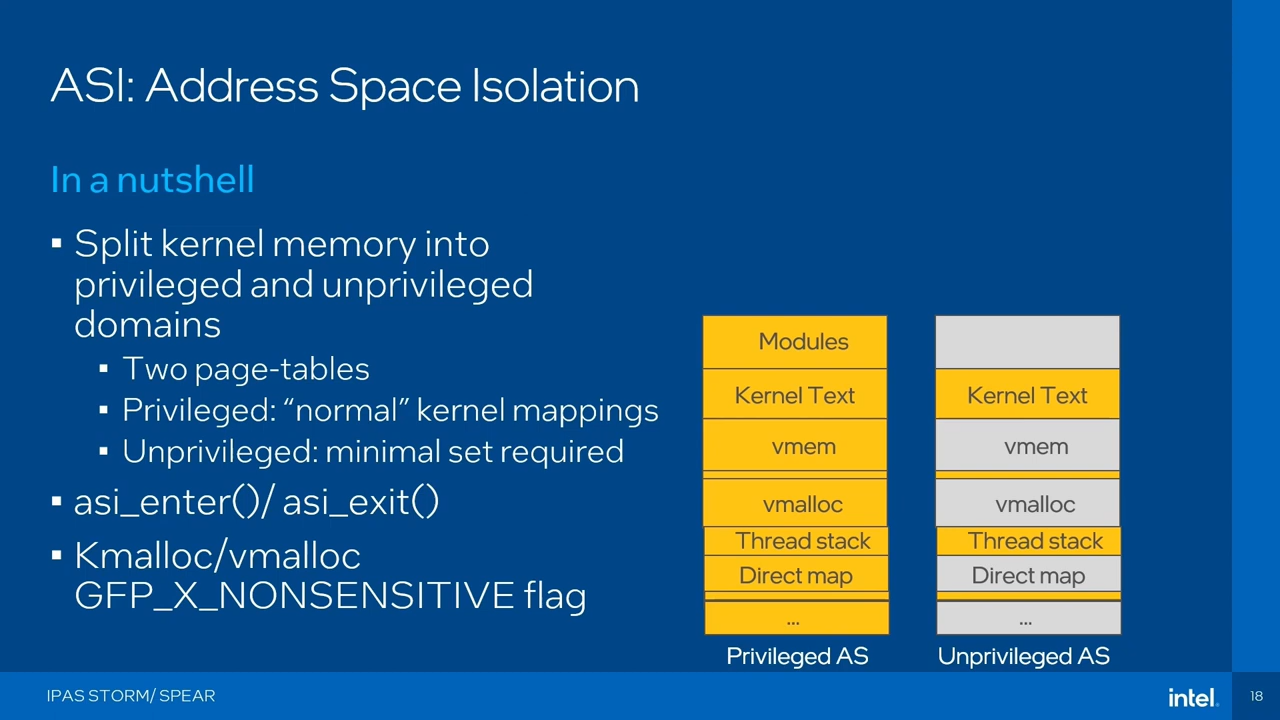 ASI: Address Space Isolation
In a nutshell
▪ Split kernel memory into
privileged and unprivileged
domains
▪ Two page-tables
▪ Privileged: “normal” kernel mappings
▪ Unprivileged: minimal set required
▪ asi_enter()/ asi_exit()
▪ Kmalloc/vmalloc
GFP_X_NONSENSITIVE flag
Modules
Kernel Text
vmem
vmalloc
Thread stack
Direct map
...
Privileged AS
Kernel Text
vmem
vmalloc
Thread stack
Direct map
...
Unprivileged AS
IPAS STORM/ SPEAR
intel.
18